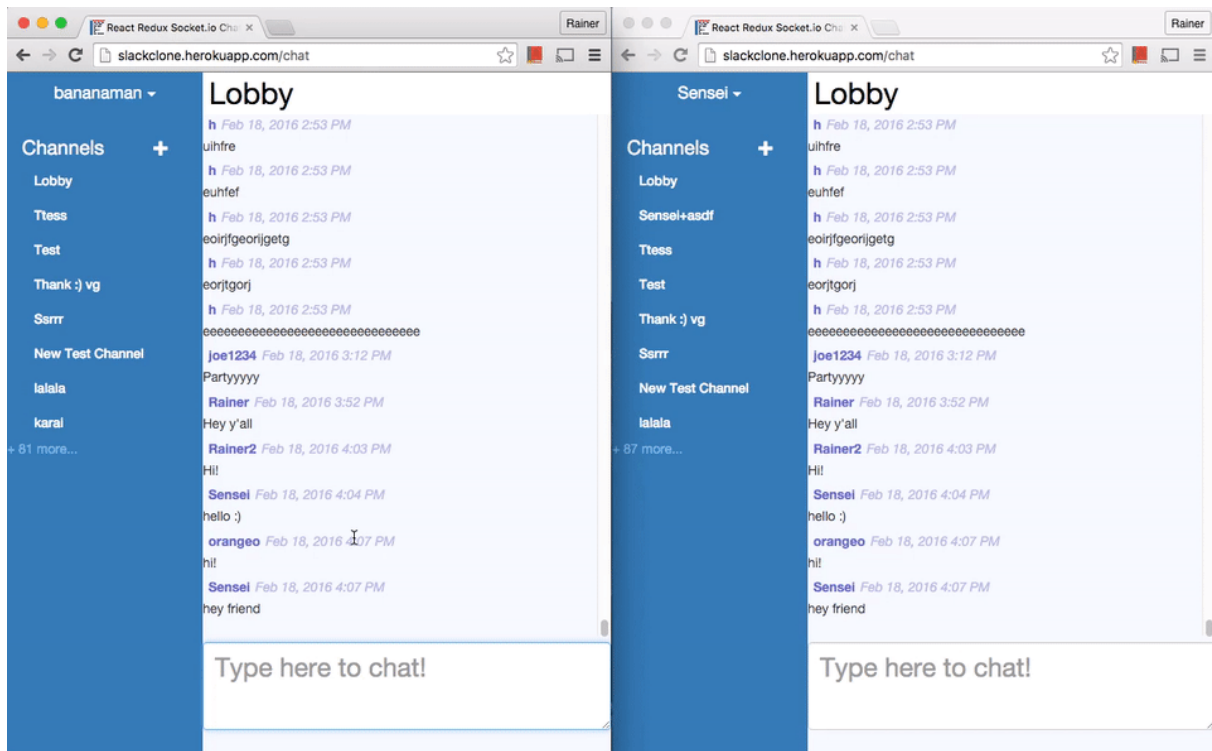 React Redux Socket.io Cha
Rainer
slackclone.herokuapp.com/chat
bananaman
Lobby
Channels +
Lobby
Ttess
Test
Thank :) vg
Ssrrr
New Test Channel
lalala
karal
+ 81 more...
h Feb 18, 2016 2:53 PM
uihfre
h Feb 18, 2016 2:53 PM
euhfef
h Feb 18, 2016 2:53 PM
eoirjfgeorijgetg
h Feb 18, 2016 2:53 PM
eorjtgorj
h Feb 18, 2016 2:53 PM
eeeeeeeeeeeeeeeeeeeeeeeeeeeeeee
joe1234 Feb 18, 2016 3:12 PM
Partyyyyy
Rainer Feb 18, 2016 3:52 PM
Hey y'all
Rainer2 Feb 18, 2016 4:03 PM
Hi!
Sensei Feb 18, 2016 4:04 PM
hello :)
orangeo Feb 18, 2016 4:07 PM
hi!
Sensei Feb 18, 2016 4:07 PM
hey friend
Type here to chat!
React Redux Socket.io Cha
Rainer
slackclone.herokuapp.com/chat
Sensei
Lobby
Channels +
Lobby
Sensei+asdf
Ttess
Test
Thank :) vg
Ssrrr
New Test Channel
lalala
+ 87 more...
h Feb 18, 2016 2:53 PM
uihfre
h Feb 18, 2016 2:53 PM
euhfef
h Feb 18, 2016 2:53 PM
eoirjfgeorijgetg
h Feb 18, 2016 2:53 PM
eorjtgorj
h Feb 18, 2016 2:53 PM
eeeeeeeeeeeeeeeeeeeeeeeeeeeeeee
joe1234 Feb 18, 2016 3:12 PM
Partyyyyy
Rainer Feb 18, 2016 3:52 PM
Hey y'all
Rainer2 Feb 18, 2016 4:03 PM
Hi!
Sensei Feb 18, 2016 4:04 PM
hello :)
orangeo Feb 18, 2016 4:07 PM
hi!
Sensei Feb 18, 2016 4:07 PM
hey friend
Type here to chat!